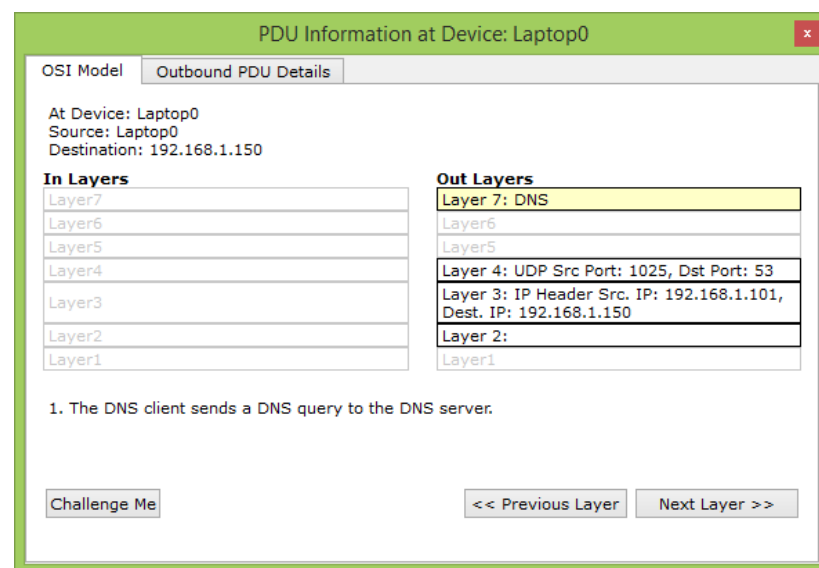 PDU Information at Device: Laptop0
x
OSI Model
Outbound PDU Details
At Device: Laptop0
Source: Laptop0
Destination: 192.168.1.150
In Layers
Layer7
Layer6
Layer5
Layer4
Layer3
Layer2
Layer1
Out Layers
Layer 7: DNS
Layer6
Layer5
Layer 4: UDP Src Port: 1025, Dst Port: 53
Layer 3: IP Header Src. IP: 192.168.1.101,
Dest. IP: 192.168.1.150
Layer 2:
Layer1
1. The DNS client sends a DNS query to the DNS server.
Challenge Me
<< Previous Layer
Next Layer >>